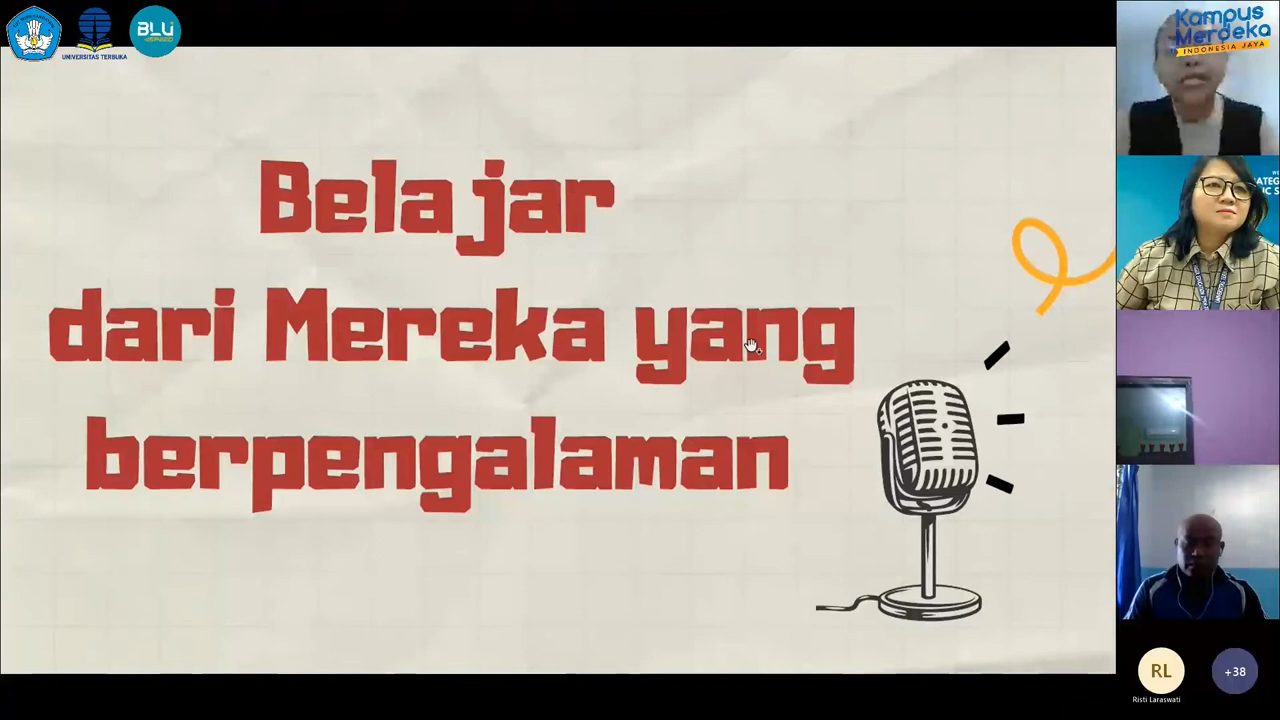 UNIVERSITAS TERBUKA
BLU
Kampus
Merdeka
INDONESIA JAYA
Belajar
dari Mereka yang
berpengalaman
RL
+38
Risti Laraswati